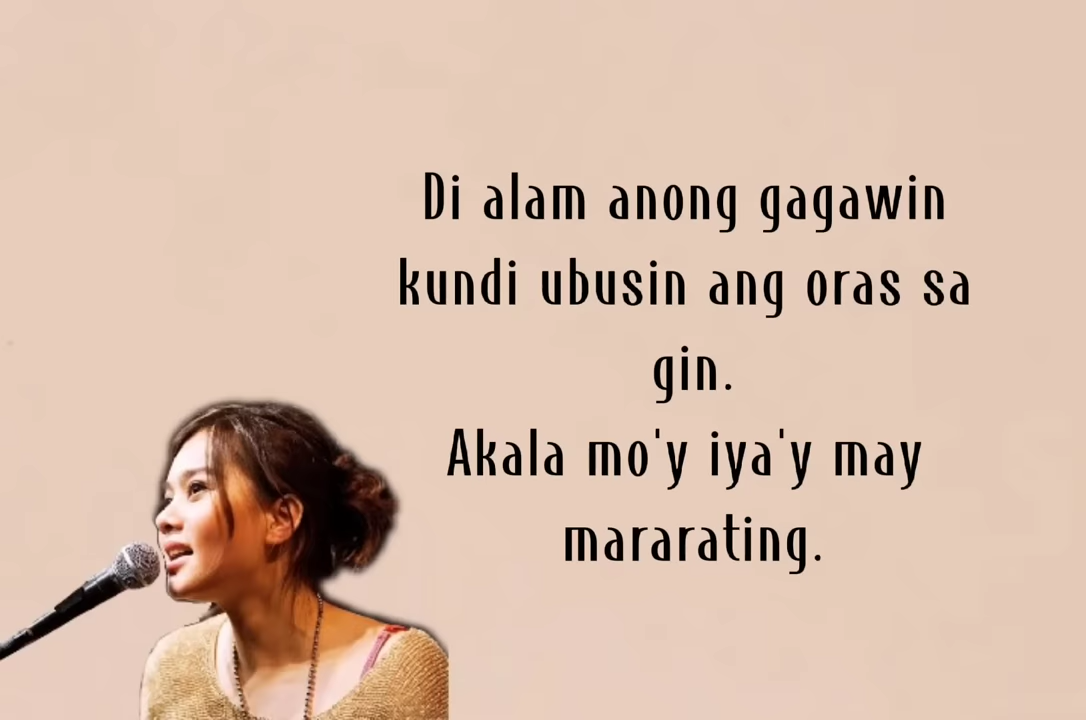 Di alam anong gagawin
kundi ubusin ang oras sa
gin.
Akala mo'y iya'y may
mararating.